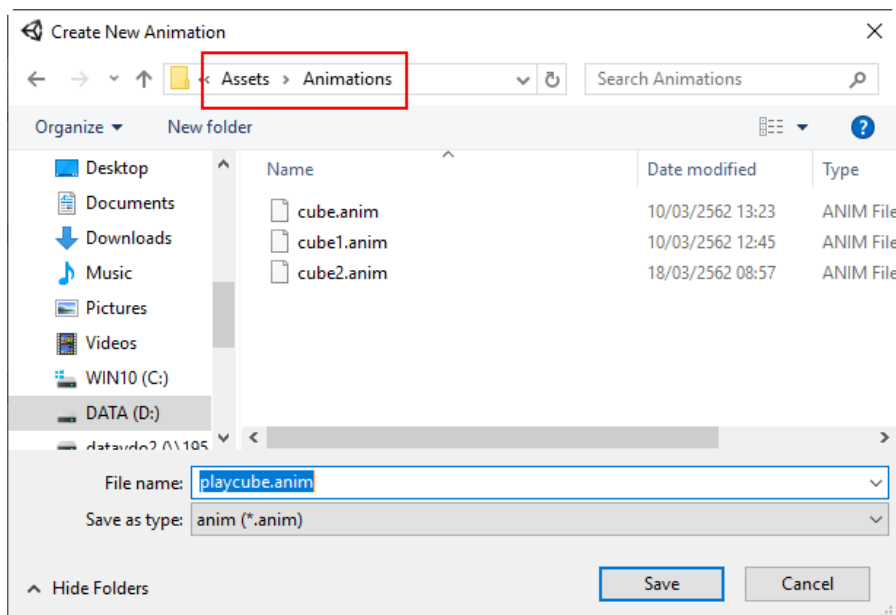 Create New Animation
« Assets > Animations
Search Animations
Organize
New folder
Name
Date modified
Type
Desktop
Documents
Downloads
Music
Pictures
Videos
WIN10 (C:)
DATA (D:)
cube.anim 10/03/2562 13:23 ANIM File
cube1.anim 10/03/2562 12:45 ANIM File
cube2.anim 18/03/2562 08:57 ANIM File
File name: playcube.anim
Save as type: anim (*.anim)
Hide Folders
Save
Cancel